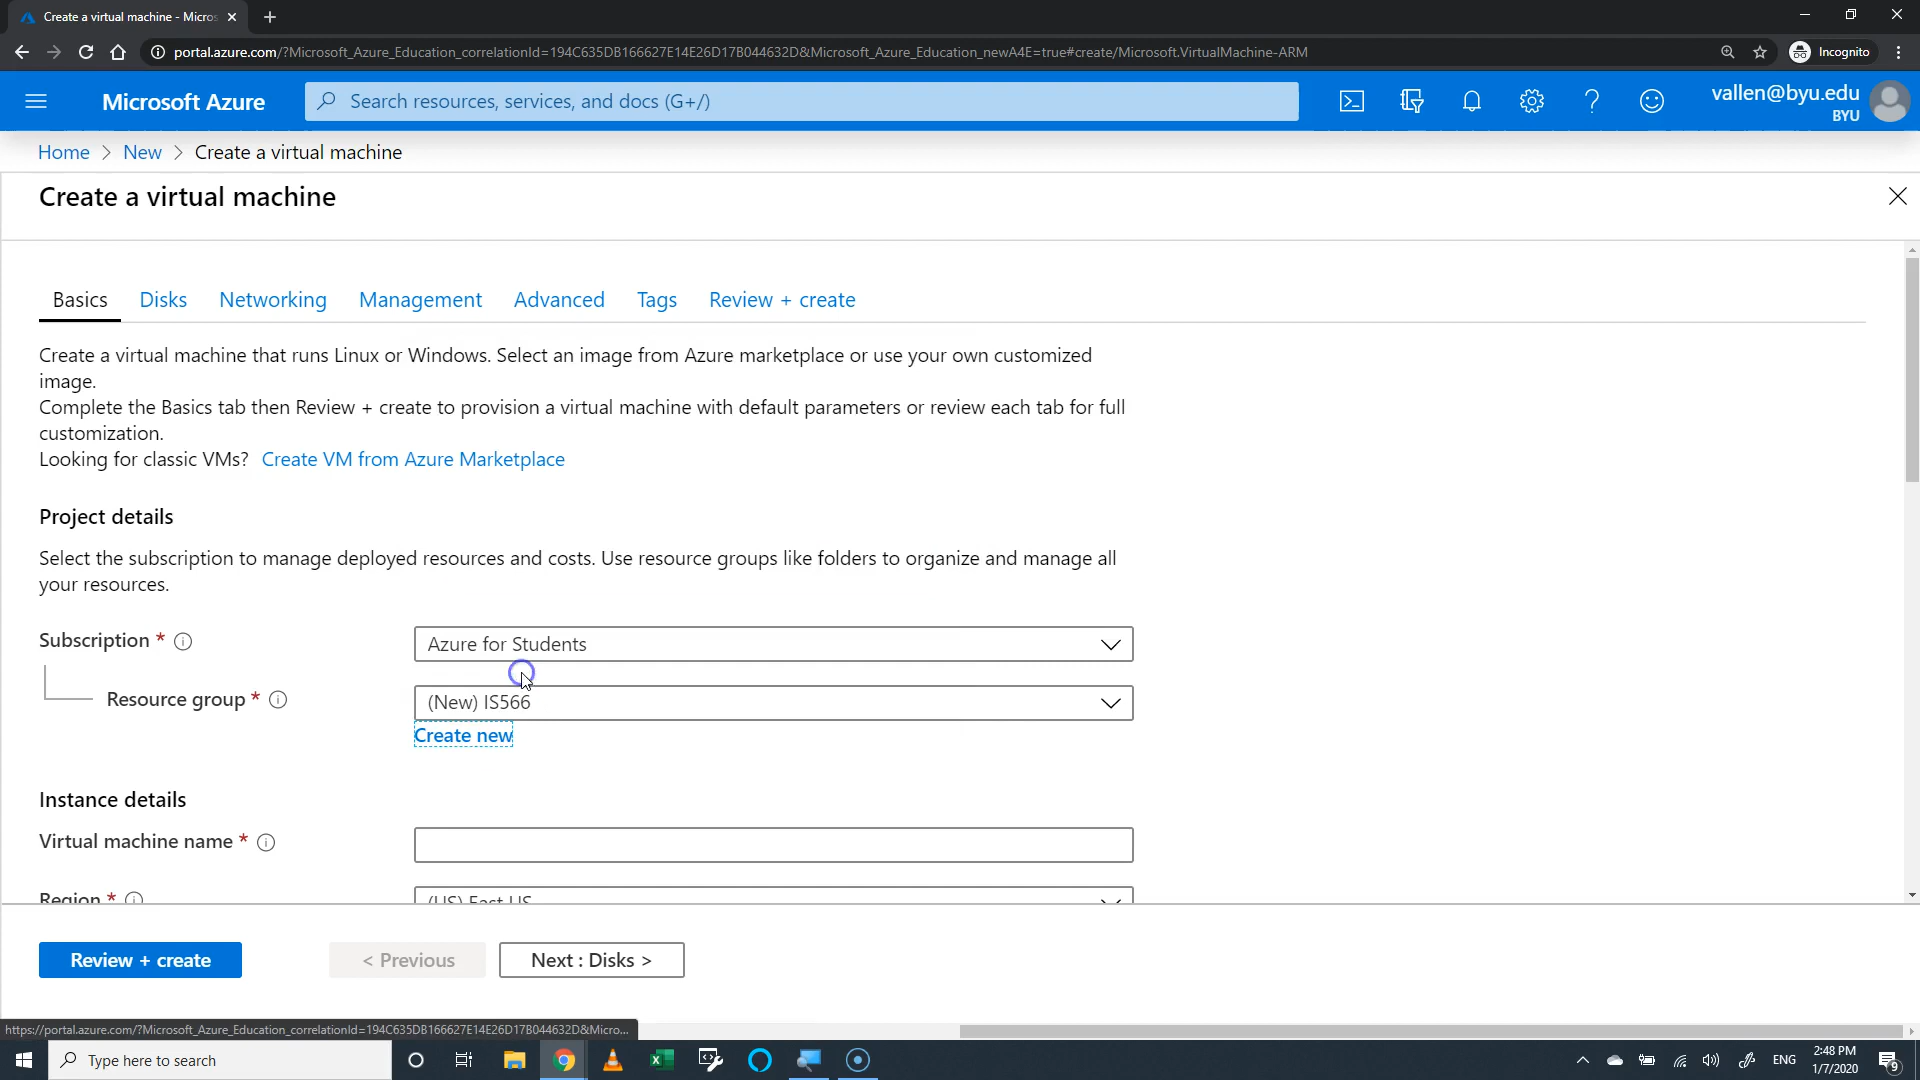 Create a virtual machine - Micros
portal.azure.com/?Microsoft_Azure_Education_correlationId=194C635DB166627E14E26D17B044632D&Microsoft_Azure_Education_newA4E=true#create/Microsoft.VirtualMachine-ARM
Incognito
Microsoft Azure
Search resources, services, and docs (G+/)
vallen@byu.edu
BYU
Home > New > Create a virtual machine
Create a virtual machine
Basics Disks Networking Management Advanced Tags Review + create
Create a virtual machine that runs Linux or Windows. Select an image from Azure marketplace or use your own customized
image.
Complete the Basics tab then Review + create to provision a virtual machine with default parameters or review each tab for full
customization.
Looking for classic VMs? Create VM from Azure Marketplace
Project details
Select the subscription to manage deployed resources and costs. Use resource groups like folders to organize and manage all
your resources.
Subscription *
Azure for Students
Resource group *
(New) IS566
Create new
Instance details
Virtual machine name *
Region *
(US) East US
Review + create
< Previous
Next : Disks >
https://portal.azure.com/?Microsoft_Azure_Education_correlationId=194C635DB166627E14E26D17B044632D&Micro...
Type here to search
ENG
2:48 PM
1/7/2020
9